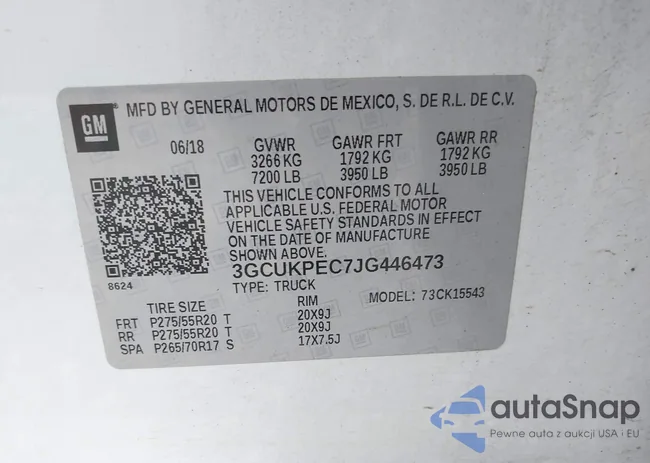 GM
MFD BY GENERAL MOTORS DE MEXICO, S. DE R.L. DE C.V.
06/18 GVWR GAWR FRT GAWR RR
3266 KG 1792 KG 1792 KG
7200 LB 3950 LB 3950 LB
THIS VEHICLE CONFORMS TO ALL
APPLICABLE U.S. FEDERAL MOTOR
VEHICLE SAFETY STANDARDS IN EFFECT
ON THE DATE OF MANUFACTURE SHOWN ABOVE.
8624 3GCUKPEC7JG446473
TYPE: TRUCK MODEL: 73CK15543
TIRE SIZE RIM
FRT P275/55R20 T 20X9J
RR P275/55R20 T 20X9J
SPA P265/70R17 S 17X7.5J
autoSnap
Pewne auta z aukcji USA i EU